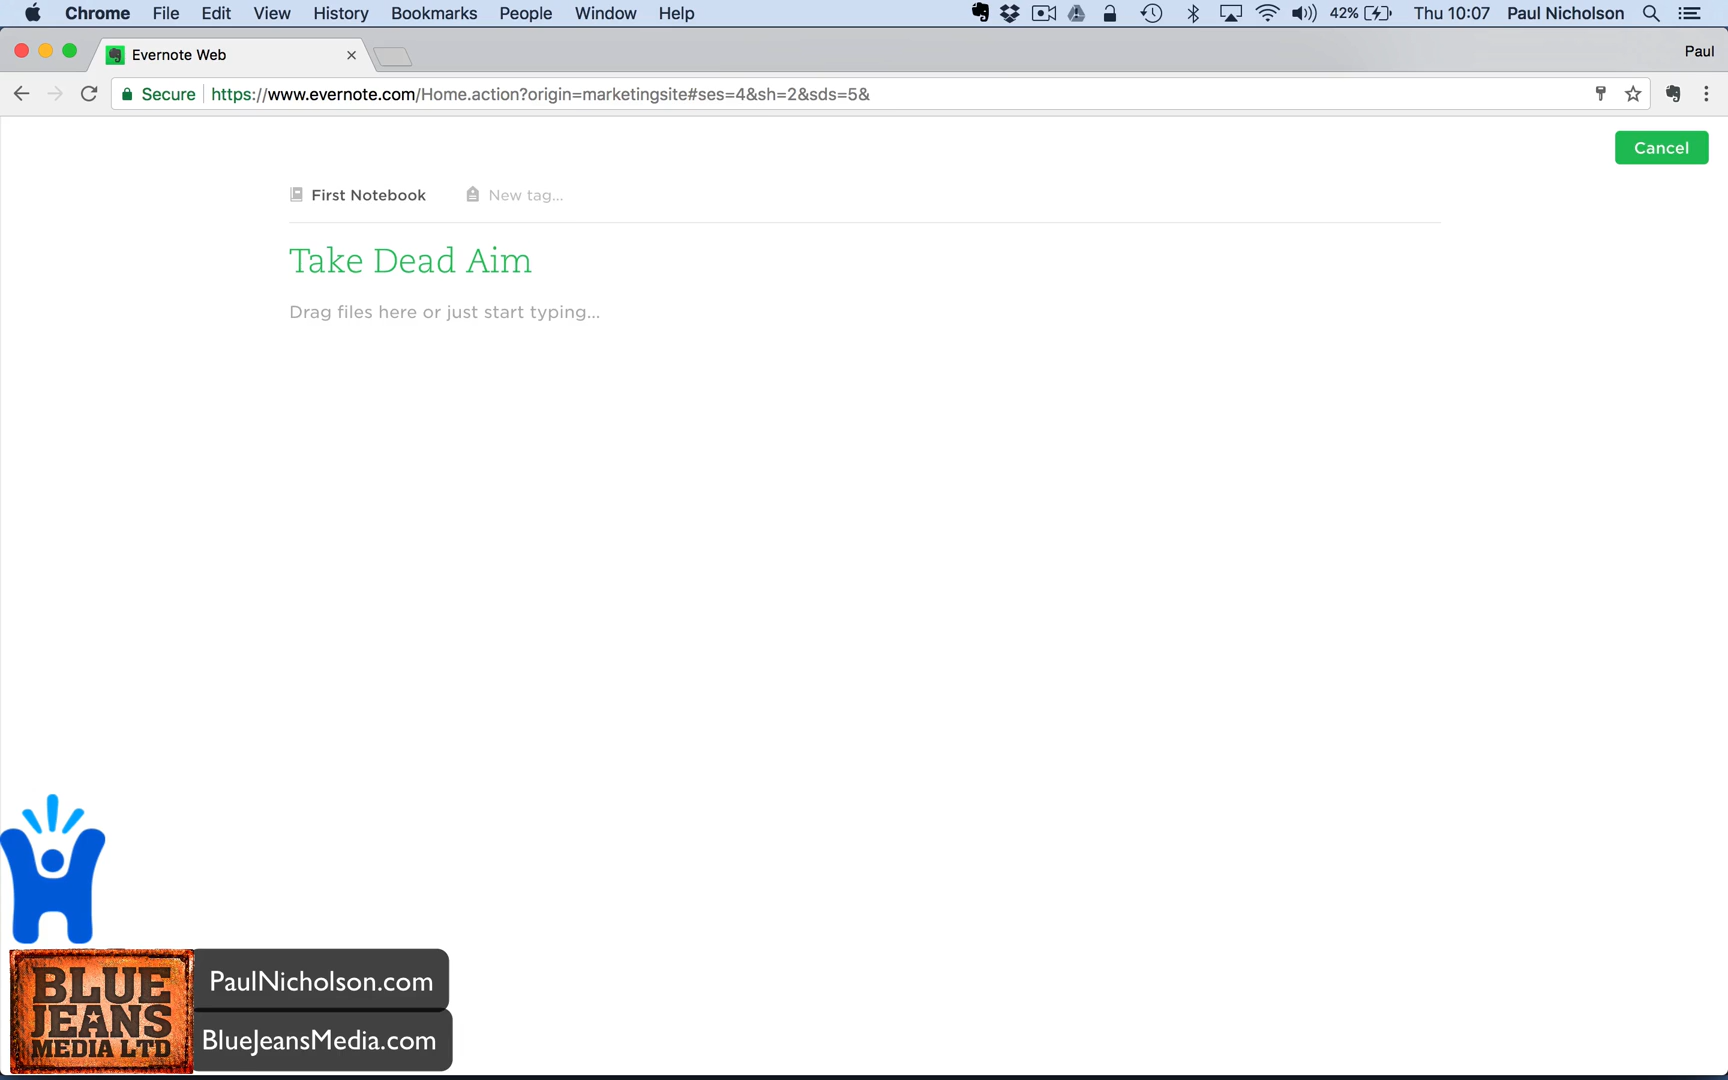 Chrome File Edit View History Bookmarks People Window Help 42% Thu 10:07 Paul Nicholson
Evernote Web Paul
Secure https://www.evernote.com/Home.action?origin=marketingsite#ses=4&sh=2&sds=5&
Cancel
First Notebook New tag...
Take Dead Aim
Drag files here or just start typing...
BLUE
JEANS
MEDIA LTD
PaulNicholson.com
BlueJeansMedia.com